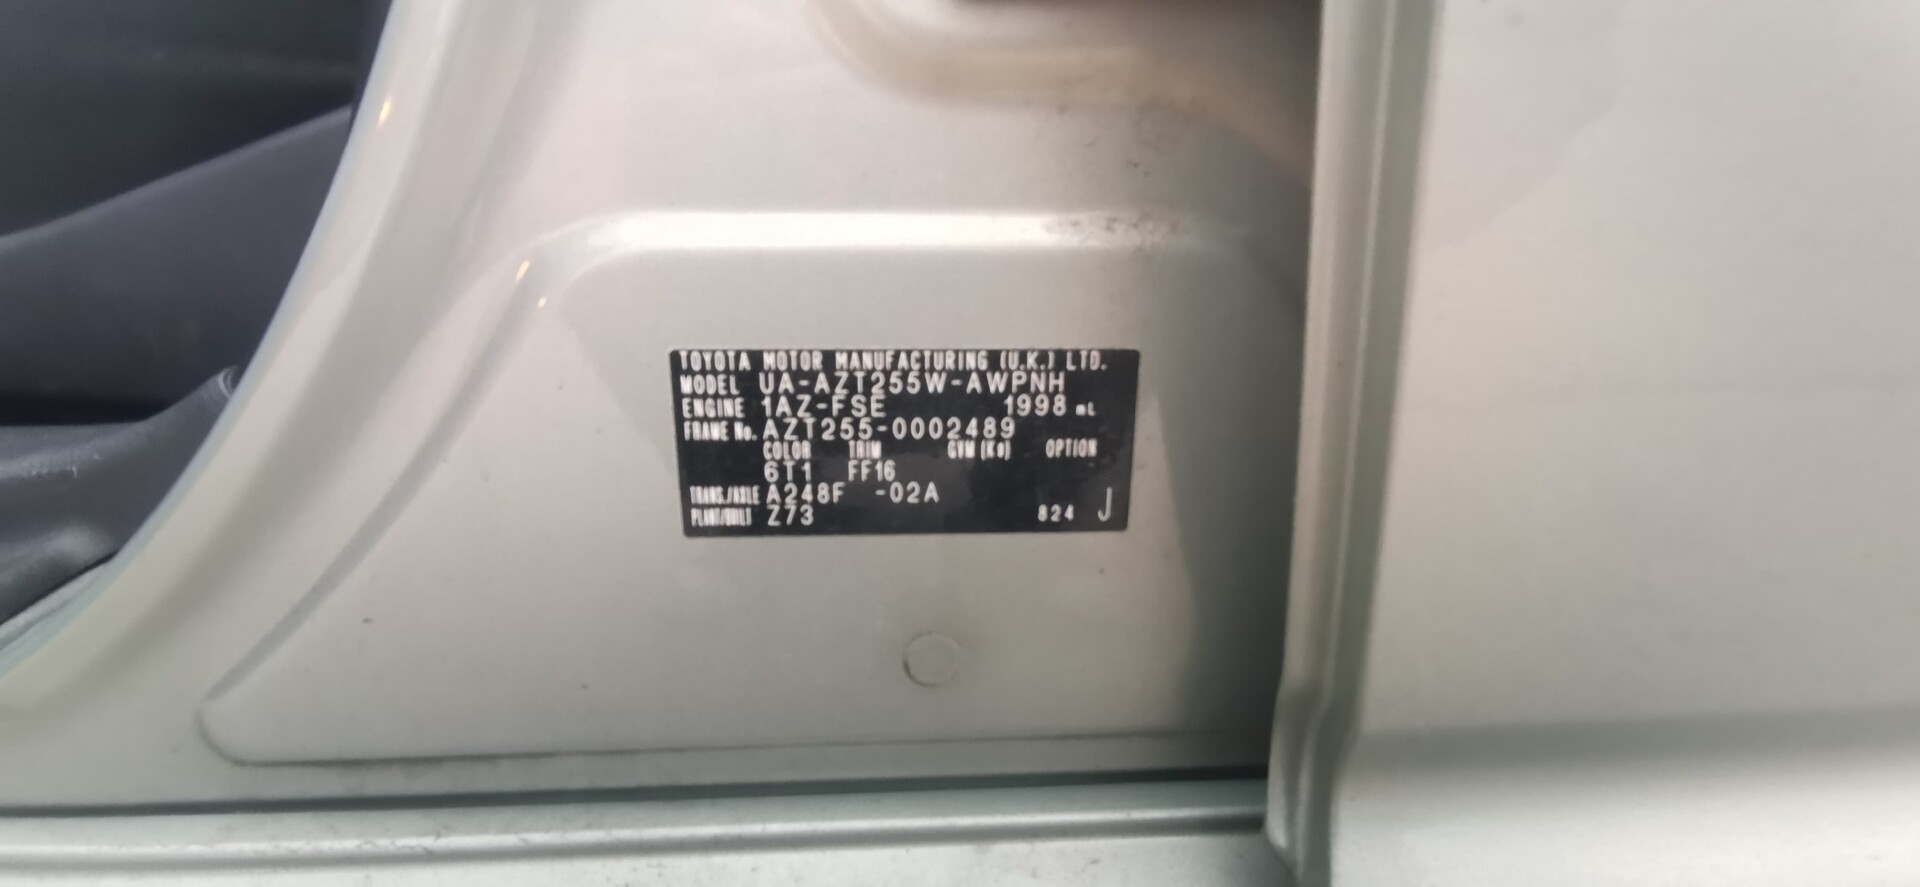 TOYOTA MOTOR MANUFACTURING (U.K.) LTD.
MODEL UA-AZT255W-AWPNH
ENGINE 1AZ-FSE 1998 mL
FRAME No. AZT255-0002489
COLOR TRIM GVM (Kg) OPTION
6T1 FF16
TRANS./AXLE A248F -02A
PLANT/BUILT Z73 824 J